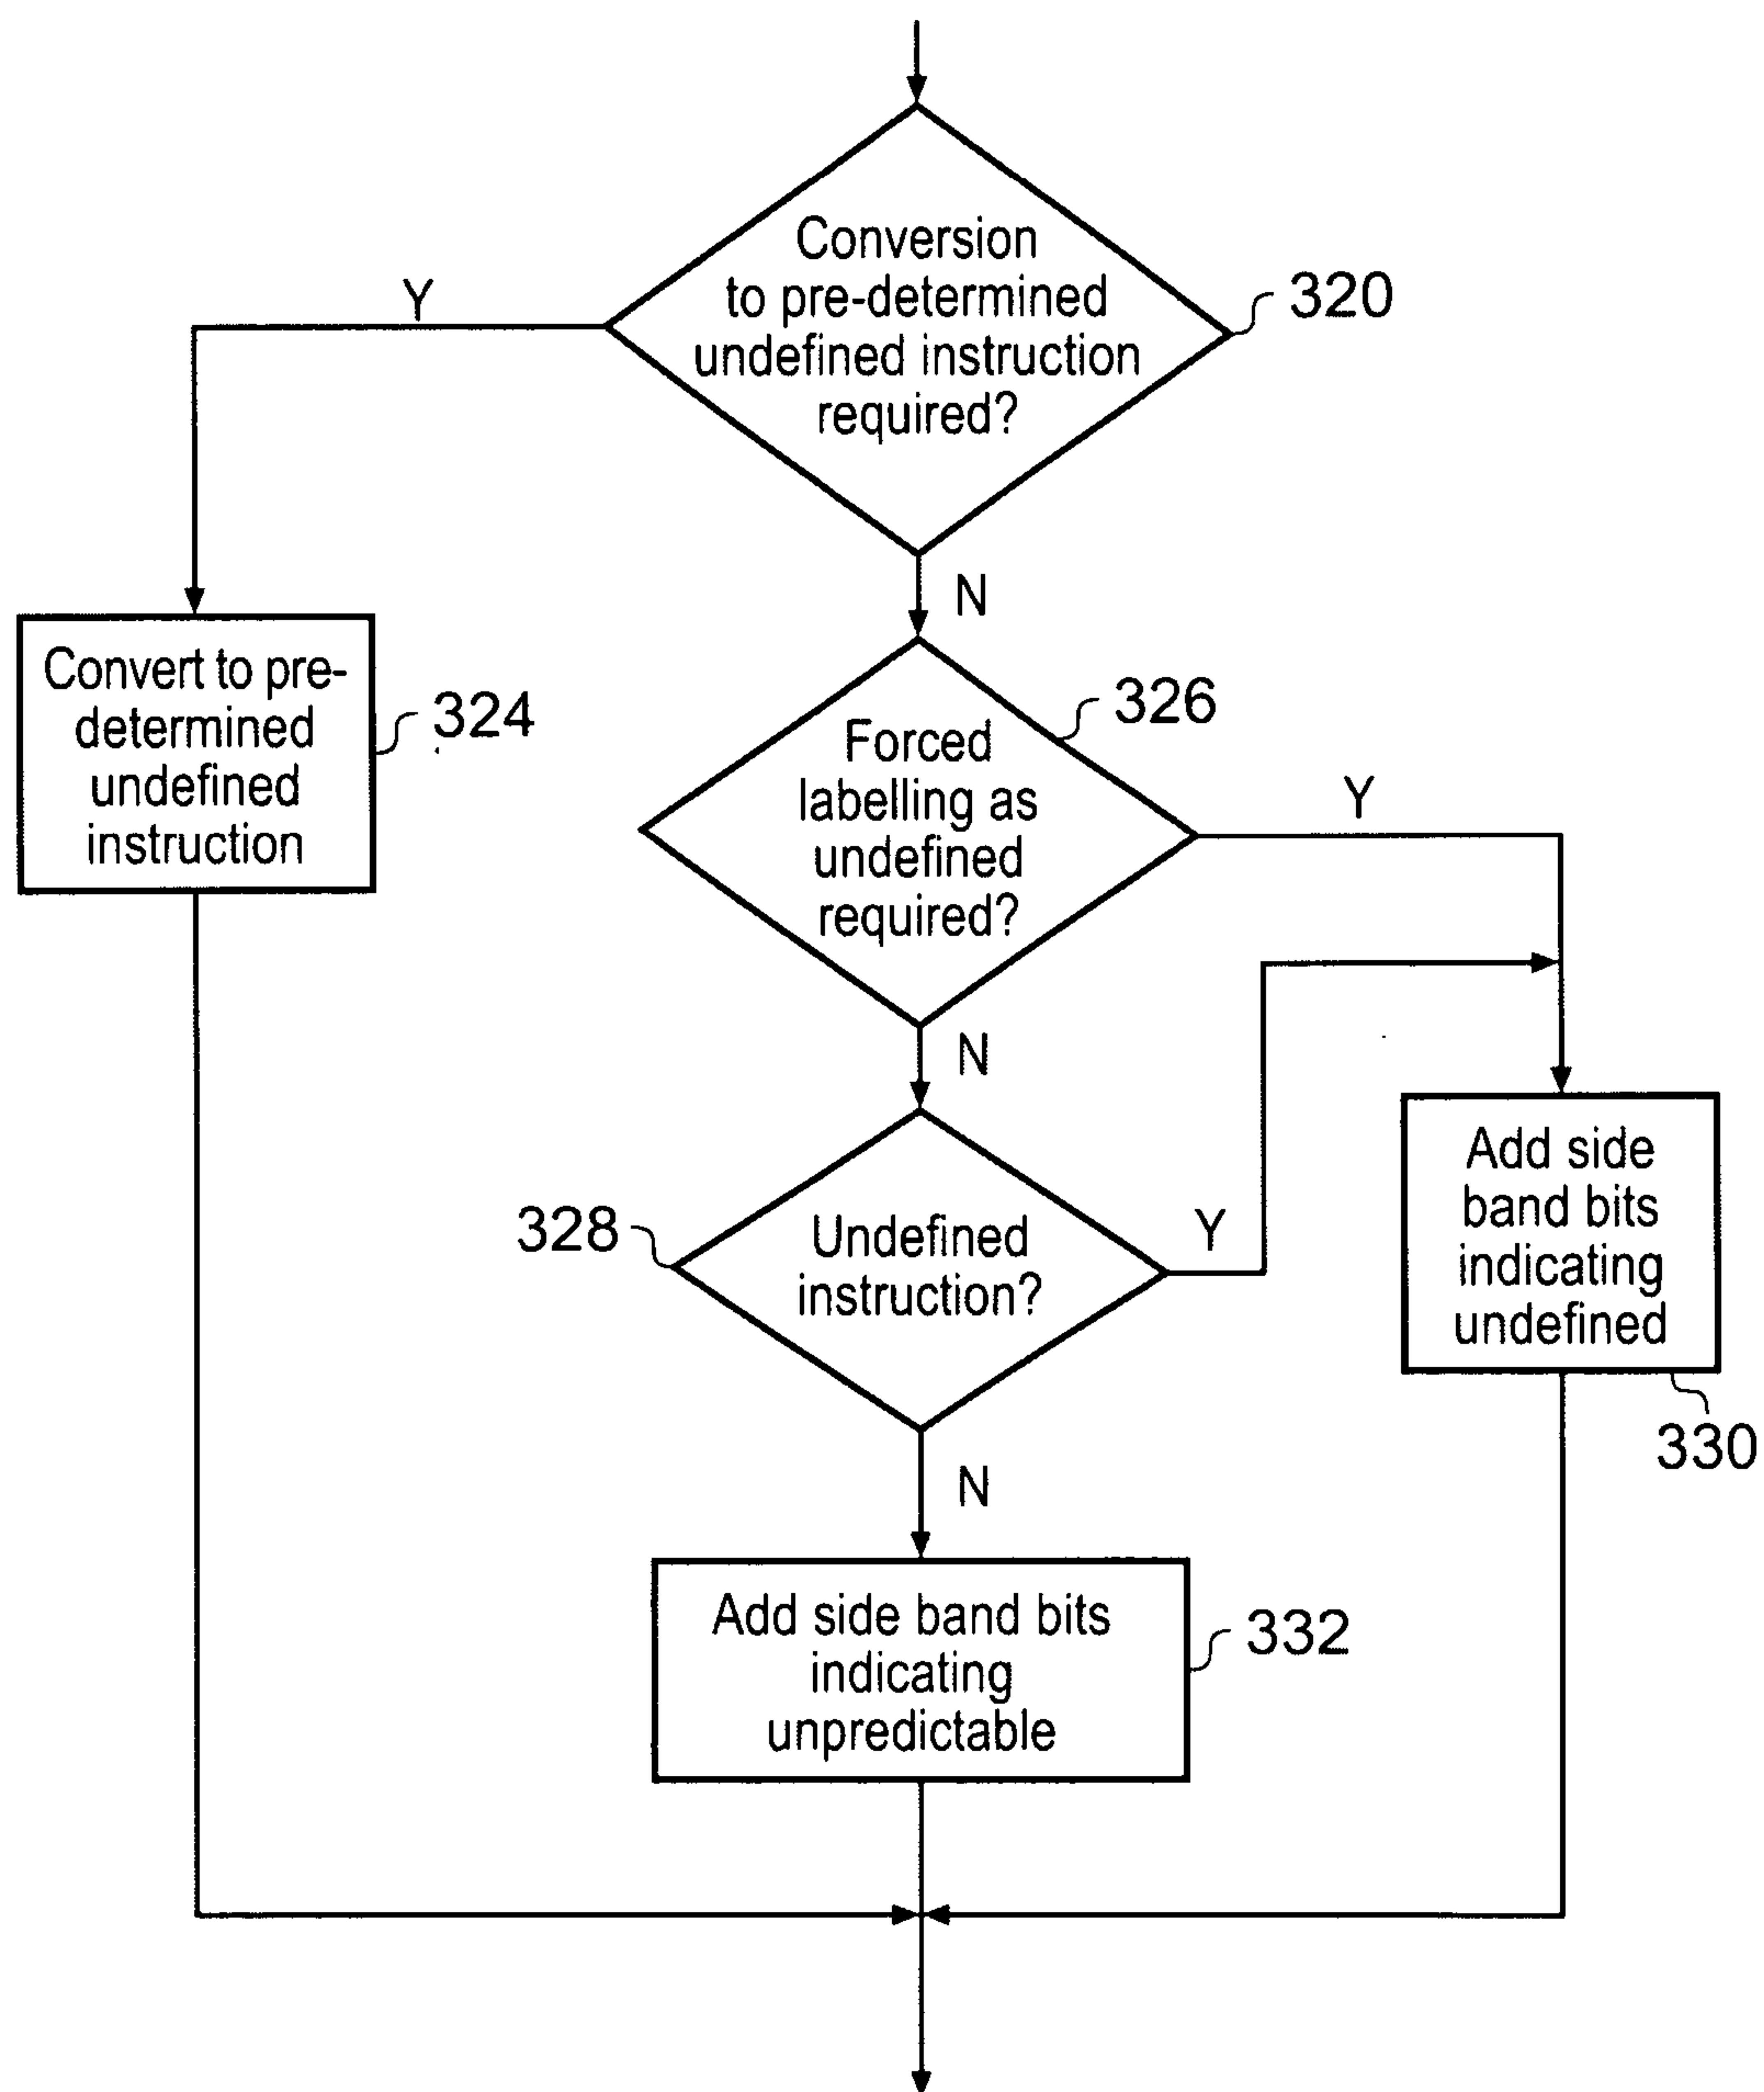 Conversion
to pre-determined
undefined instruction
required?
320
Y
N
Convert to pre-
determined
undefined
instruction
324
Forced
labelling as
undefined
required?
326
Y
N
Undefined
instruction?
328
Y
N
Add side
band bits
indicating
undefined
330
Add side band bits
indicating
unpredictable
332